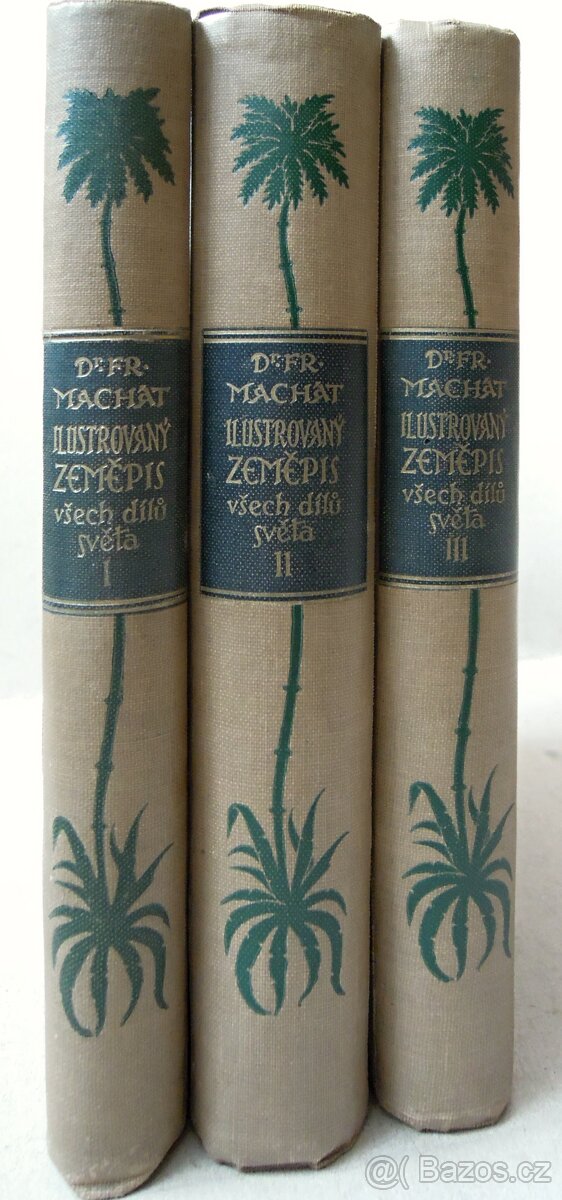 Dr. FR.
MACHÁT
ILUSTROVANÝ
ZEMĚPIS
všech dílů
světa
I
Dr. FR.
MACHÁT
ILUSTROVANÝ
ZEMĚPIS
všech dílů
světa
II
Dr. FR.
MACHÁT
ILUSTROVANÝ
ZEMĚPIS
všech dílů
světa
III
Bazos.cz